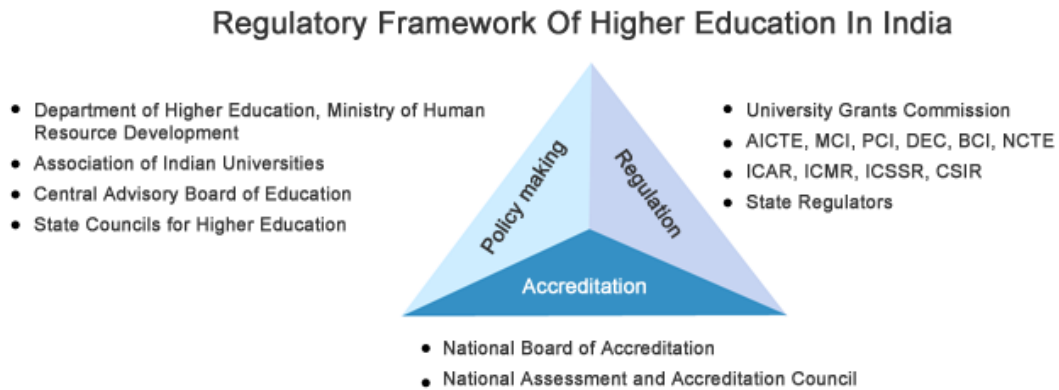 Regulatory Framework Of Higher Education In India
● Department of Higher Education, Ministry of Human
Resource Development
● Association of Indian Universities
● Central Advisory Board of Education
● State Councils for Higher Education
Policy making
Regulation
Accreditation
● University Grants Commission
● AICTE, MCI, PCI, DEC, BCI, NCTE
● ICAR, ICMR, ICSSR, CSIR
● State Regulators
● National Board of Accreditation
● National Assessment and Accreditation Council